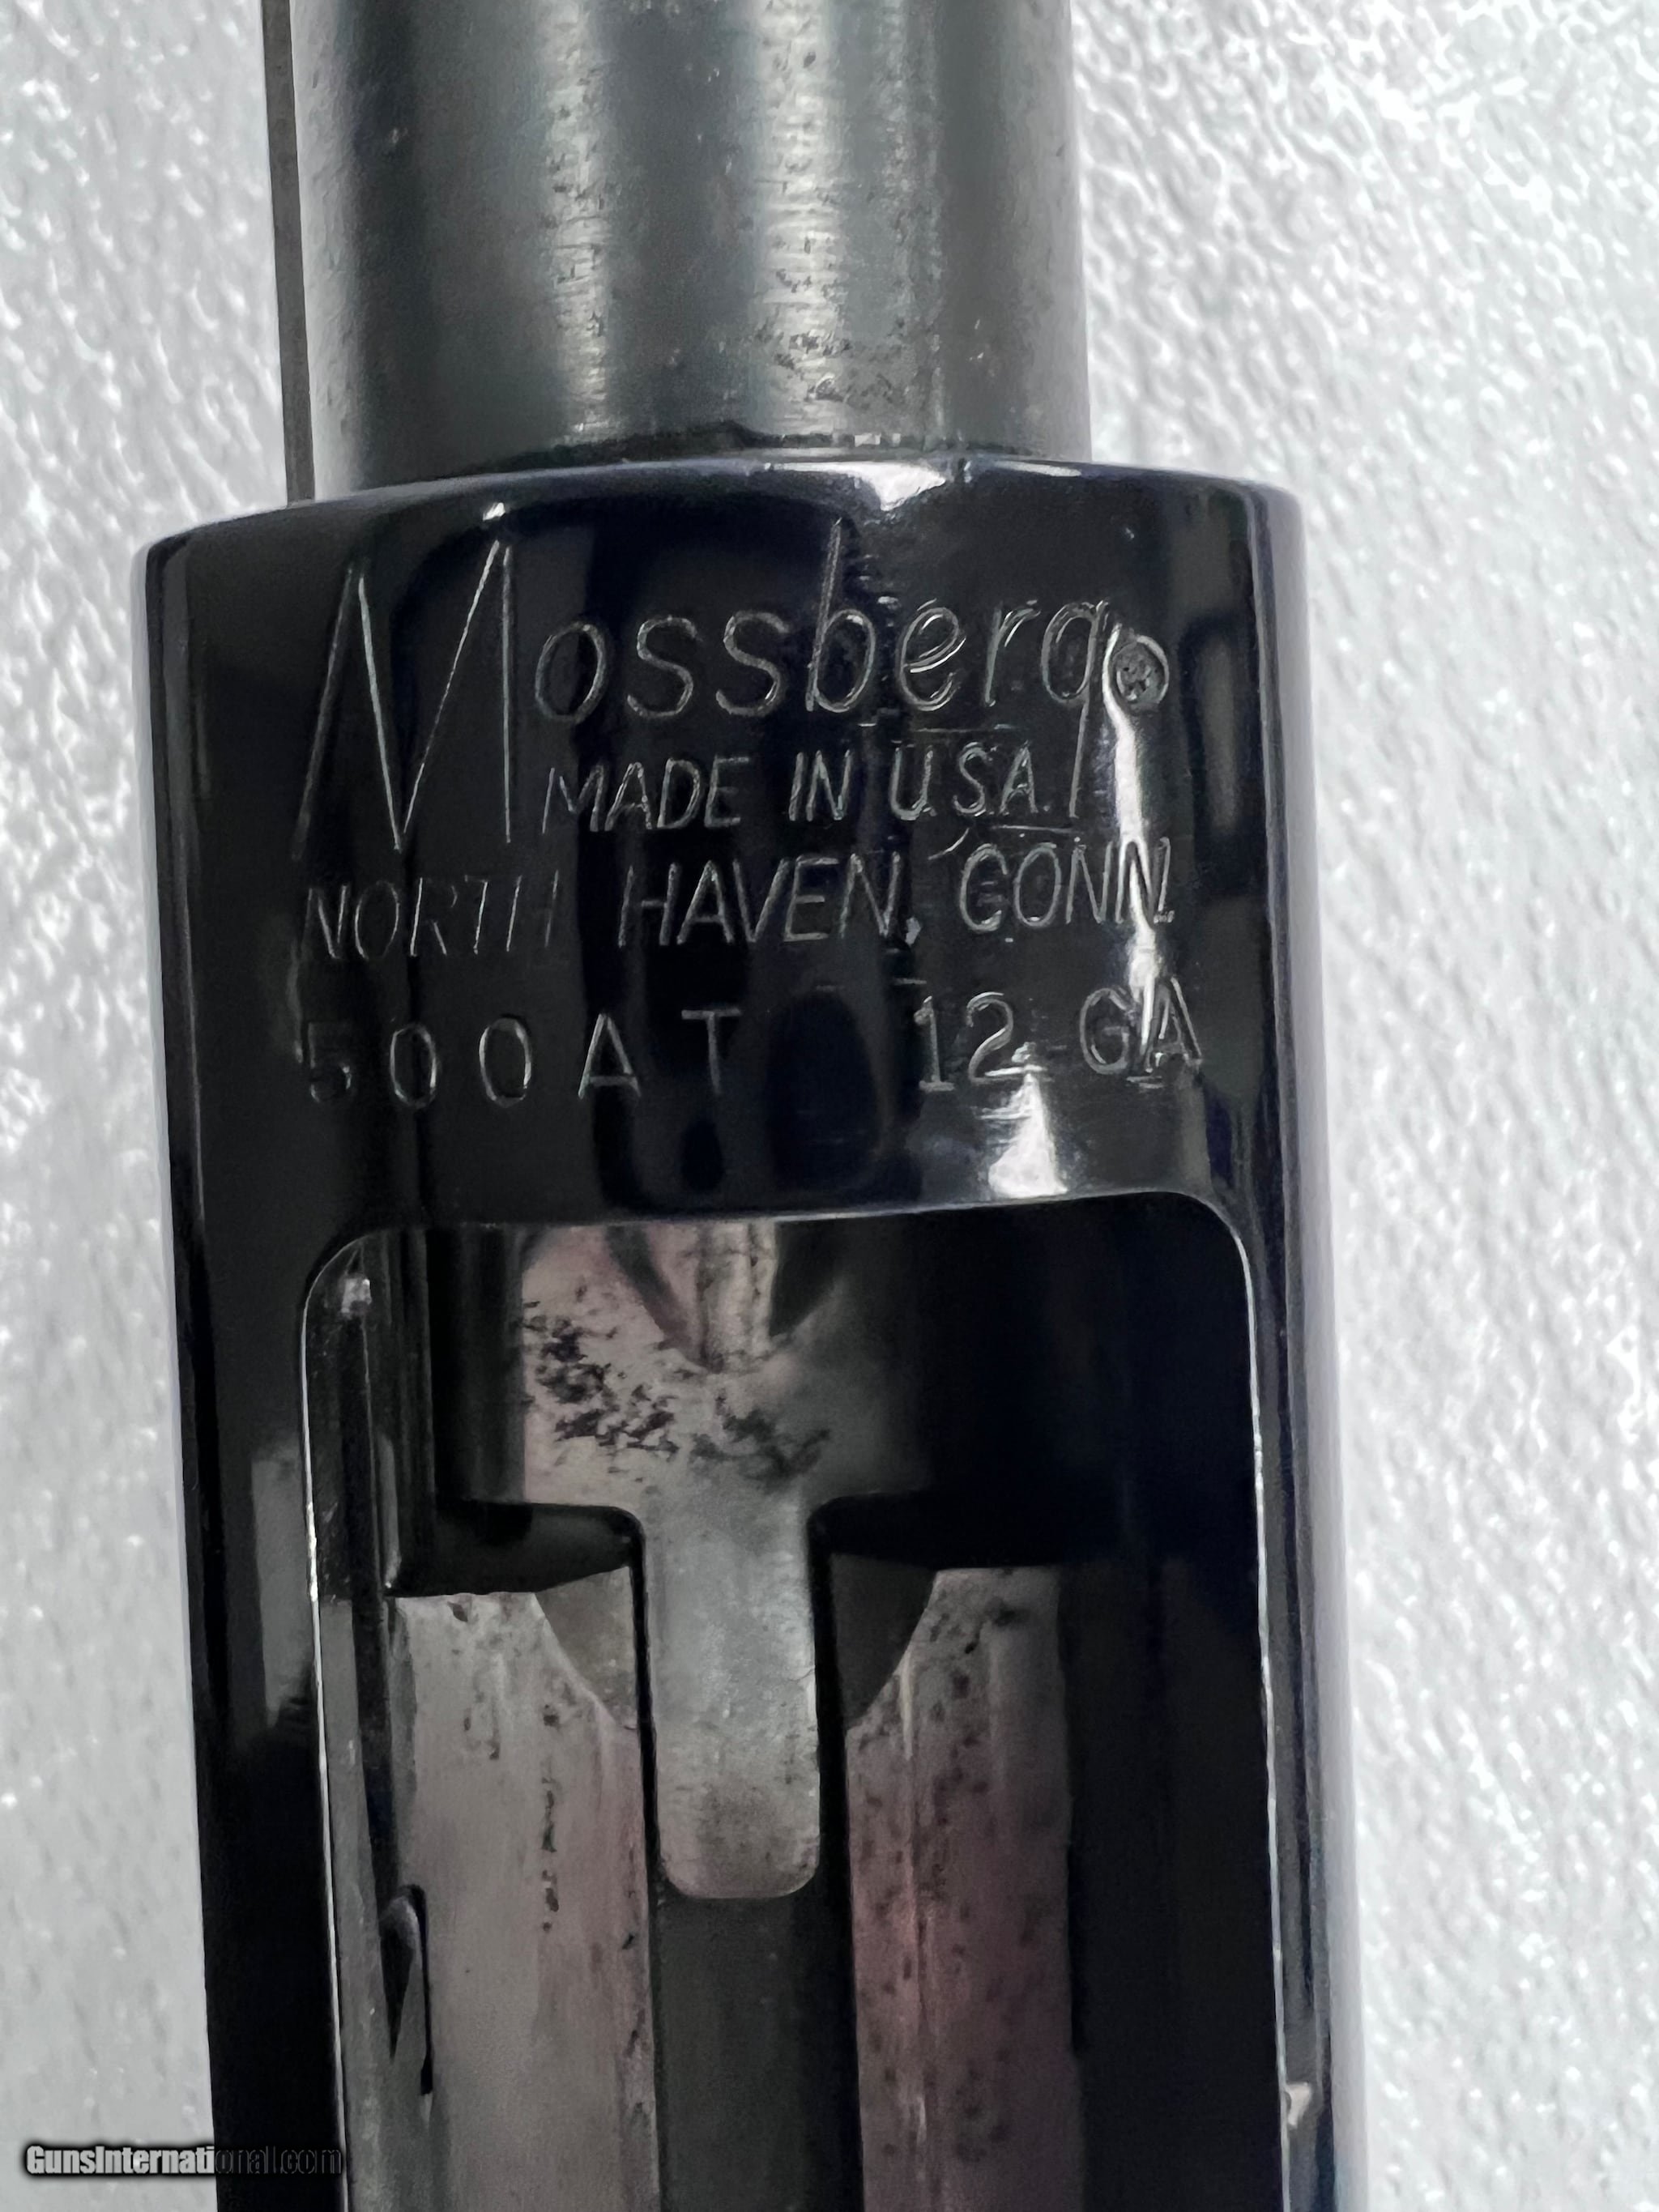 Mossberg®
MADE IN U.S.A.
NORTH HAVEN, CONN.
500AT 12 GA
GunsInternational.com